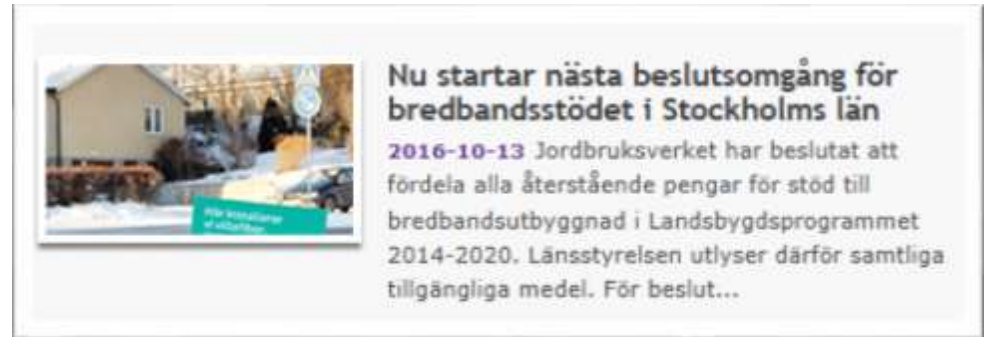 Nu startar nästa beslutsomgång för
bredbandsstödet i Stockholms län
2016-10-13 Jordbruksverket har beslutat att
fördela alla återstående pengar för stöd till
bredbandsutbyggnad i Landsbygdsprogrammet
2014-2020. Länsstyrelsen utlyser därför samtliga
tillgängliga medel. För beslut...